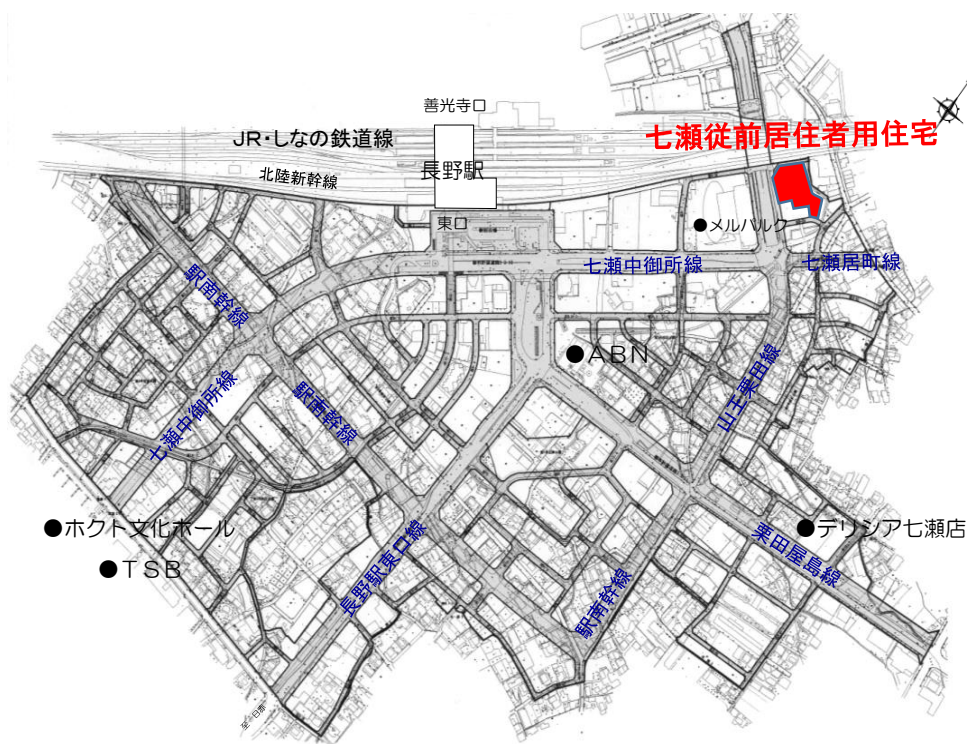 善光寺口
JR・しなの鉄道線
七瀬従前居住者用住宅
長野駅
北陸新幹線
東口
●メルパルク
七瀬中御所線
七瀬居町線
駅南幹線
●ABN
山王栗田線
七瀬中御所線
駅南幹線
●ホクト文化ホール
●TSB
長野駅東口線
駅南幹線
●デリシア七瀬店
栗田屋島線
至 日赤